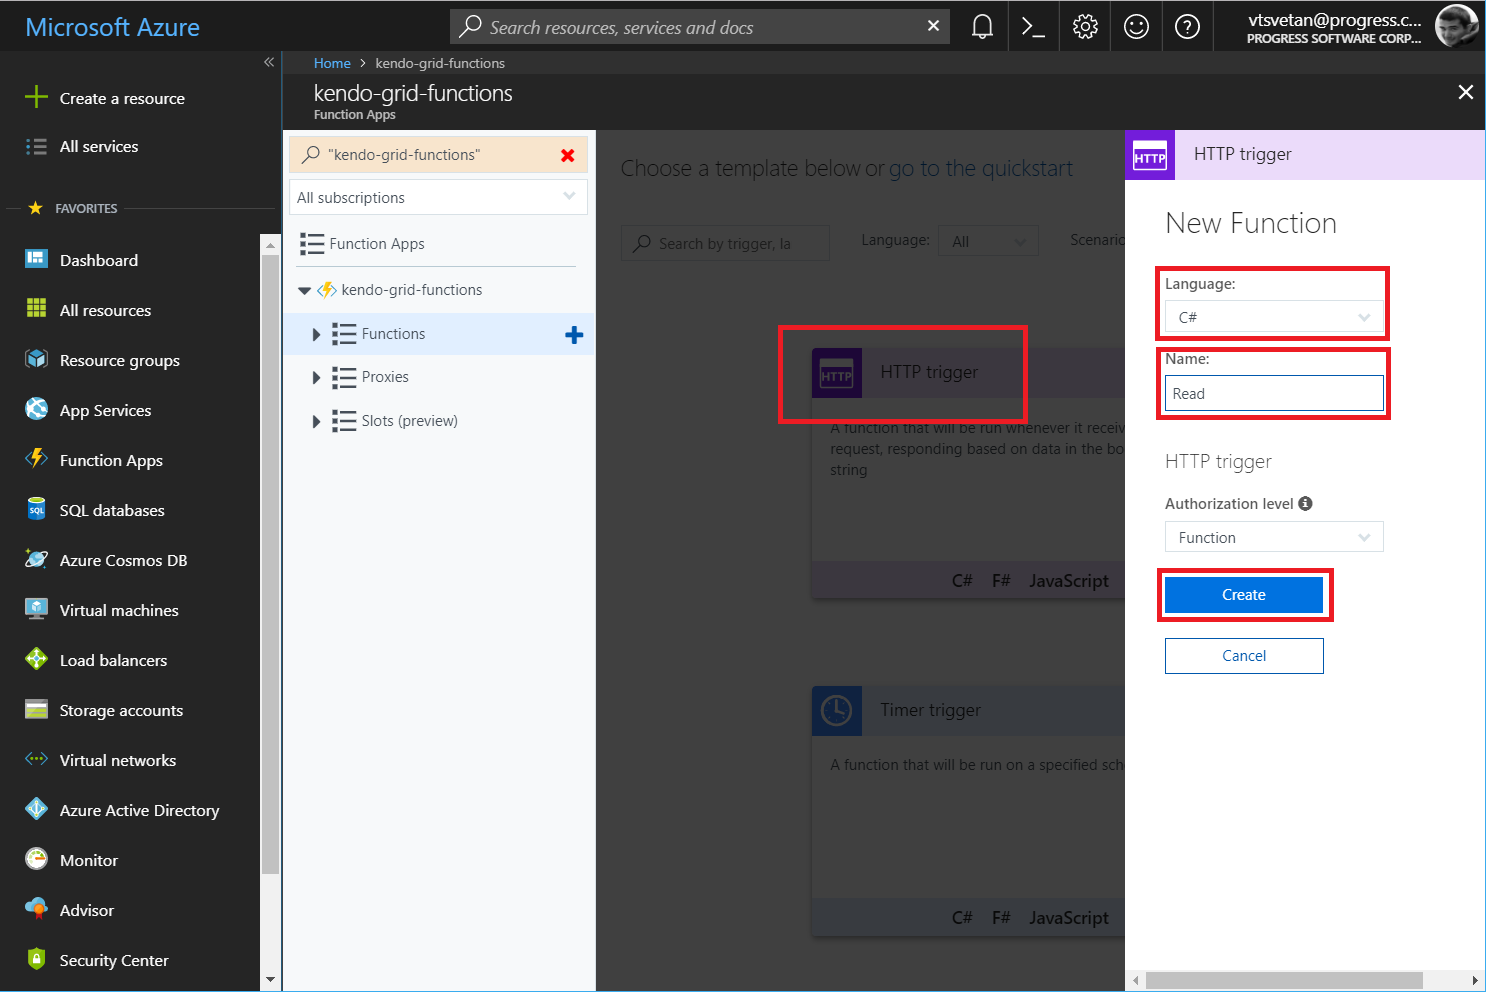 Microsoft Azure
Search resources, services and docs
vtsvetan@progress.c...
PROGRESS SOFTWARE CORP...
Home > kendo-grid-functions
kendo-grid-functions
Function Apps
Create a resource
All services
FAVORITES
Dashboard
All resources
Resource groups
App Services
Function Apps
SQL databases
Azure Cosmos DB
Virtual machines
Load balancers
Storage accounts
Virtual networks
Azure Active Directory
Monitor
Advisor
Security Center
"kendo-grid-functions"
All subscriptions
Function Apps
kendo-grid-functions
Functions
Proxies
Slots (preview)
Choose a template below or go to the quickstart
Search by trigger, la
Language: All
Scenario
HTTP
HTTP trigger
A function that will be run whenever it receiv
request, responding based on data in the bo
string
C# F# JavaScript
Timer trigger
A function that will be run on a specified sch
C# F# JavaScript
HTTP
HTTP trigger
New Function
Language:
C#
Name:
Read
HTTP trigger
Authorization level
Function
Create
Cancel